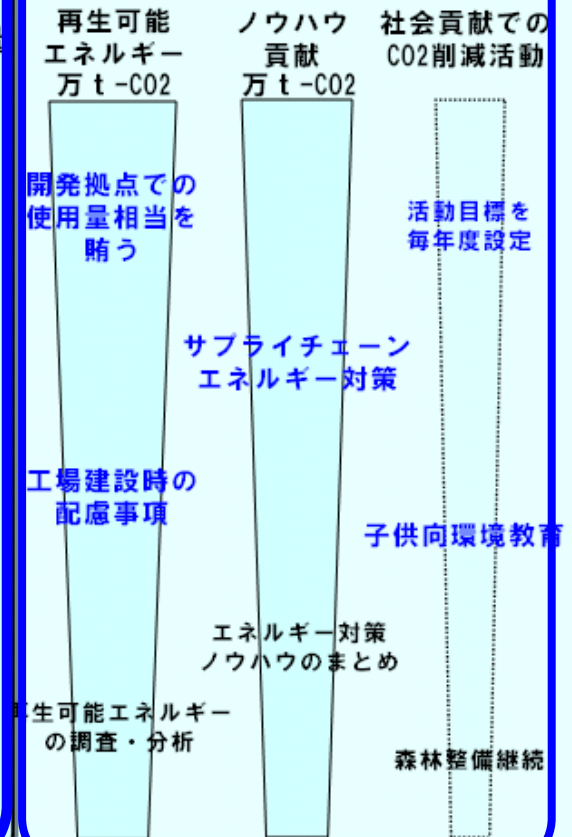 再生可能
エネルギー
万t-CO2
開発拠点での
使用量相当を
賄う
工場建設時の
配慮事項
再生可能エネルギー
の調査・分析
ノウハウ
貢献
万t-CO2
サプライチェーン
エネルギー対策
エネルギー対策
ノウハウのまとめ
社会貢献での
CO2削減活動
活動目標を
毎年度設定
子供向環境教育
森林整備継続